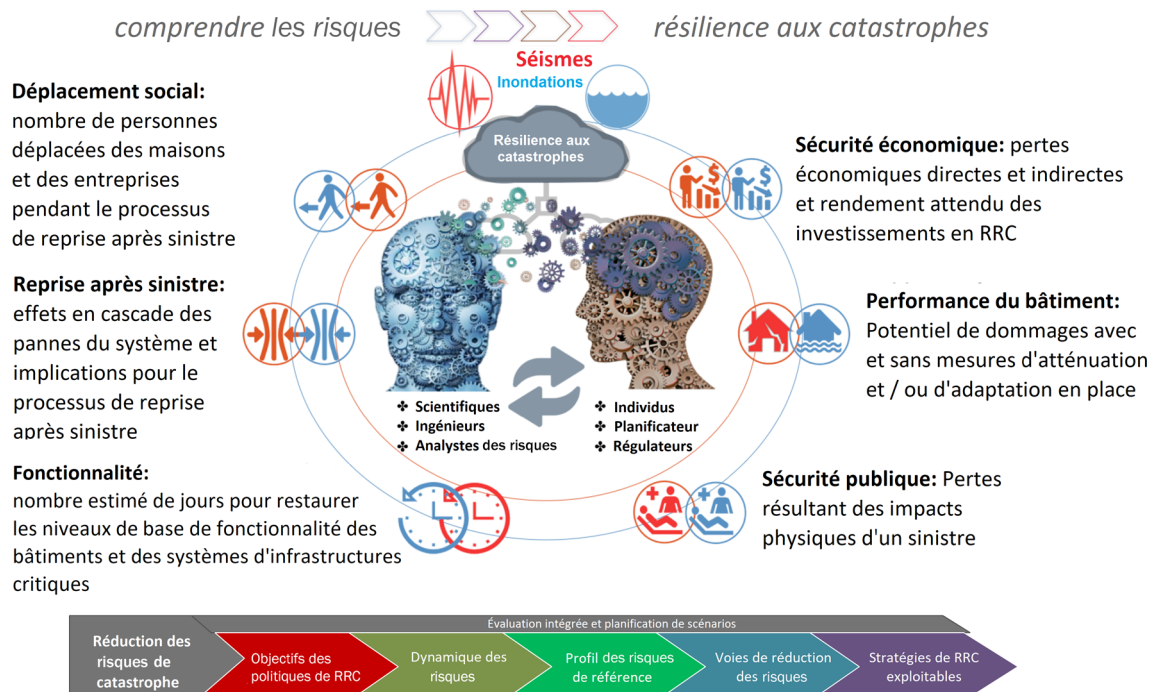 comprendre les risques
résilience aux catastrophes
Séismes
Inondations
Résilience aux
catastrophes
Déplacement social:
nombre de personnes
déplacées des maisons
et des entreprises
pendant le processus
de reprise après sinistre
Reprise après sinistre:
effets en cascade des
pannes du système et
implications pour le
processus de reprise
après sinistre
Fonctionnalité:
nombre estimé de jours pour restaurer
les niveaux de base de fonctionnalité des
bâtiments et des systèmes d'infrastructures
critiques
Sécurité économique: pertes
économiques directes et indirectes
et rendement attendu des
investissements en RRC
Performance du bâtiment:
Potentiel de dommages avec
et sans mesures d'atténuation
et / ou d'adaptation en place
Sécurité publique: Pertes
résultant des impacts
physiques d'un sinistre
Scientifiques
Ingénieurs
Analystes des risques
Individus
Planificateur
Régulateurs
Évaluation intégrée et planification de scénarios
Réduction des
risques de
catastrophe
Objectifs des
politiques de RRC
Dynamique des
risques
Profil des risques
de référence
Voies de réduction
des risques
Stratégies de RRC
exploitables